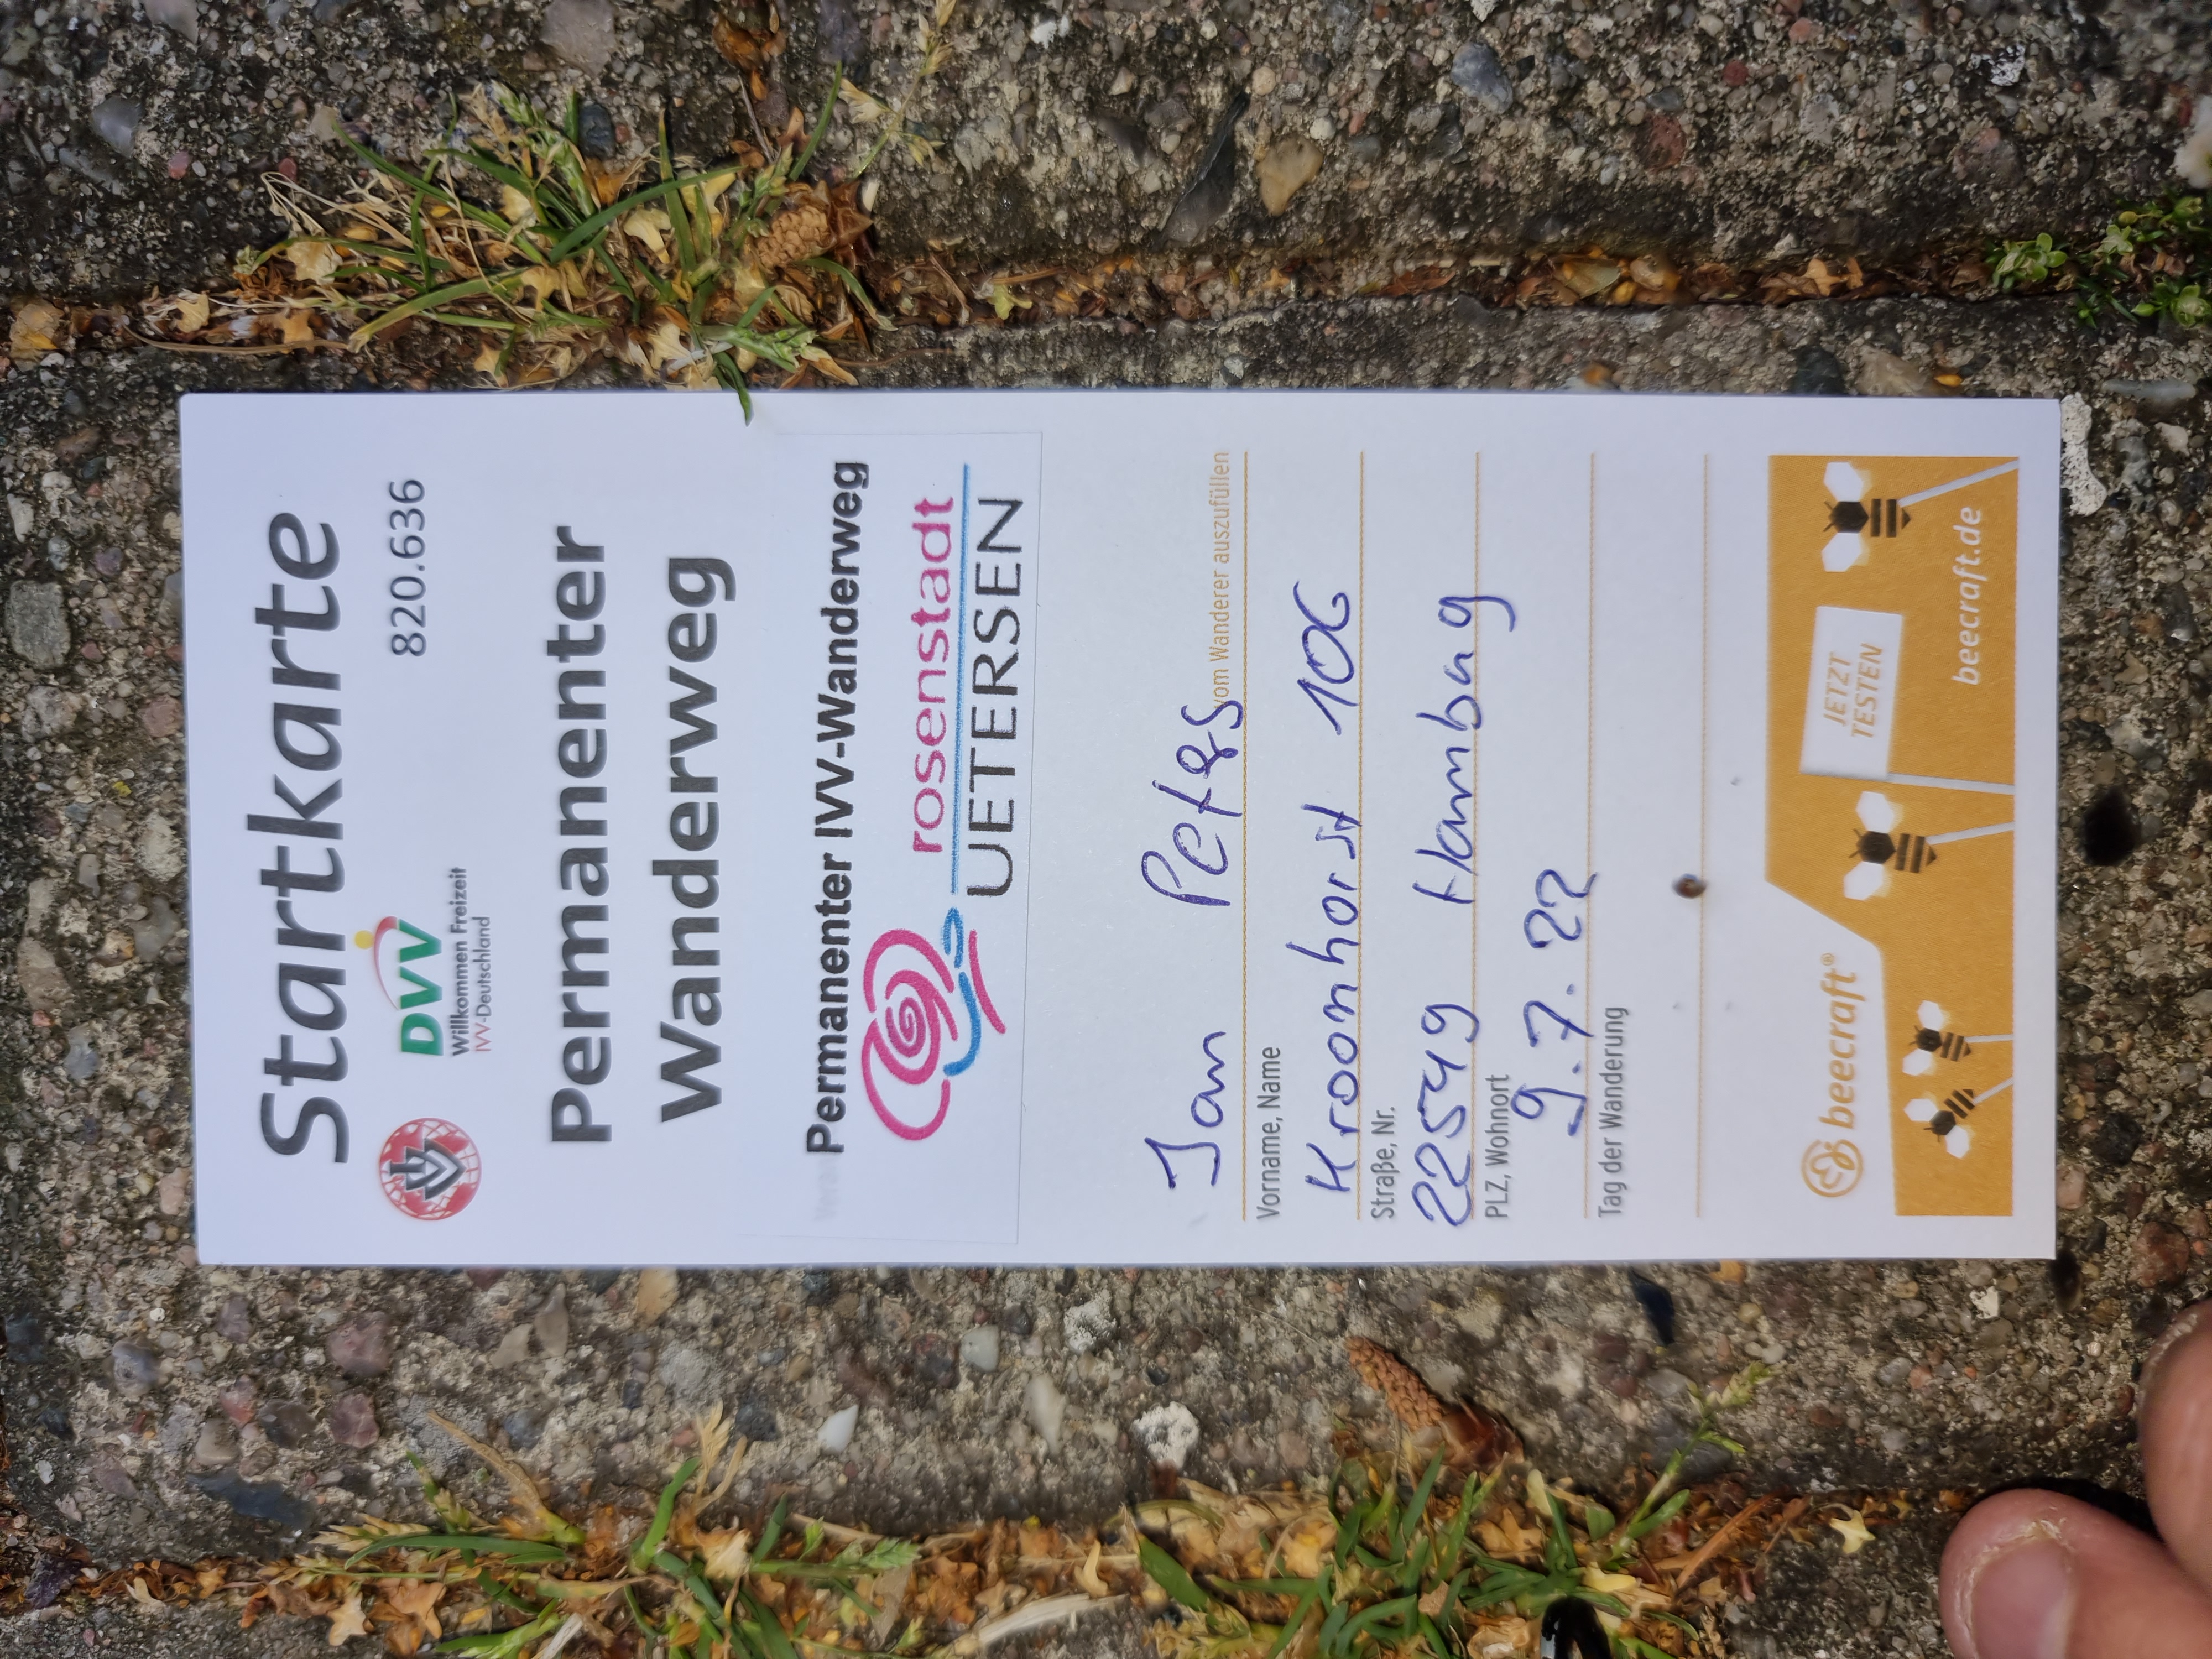 Startkarte
820.6636
DVV
Willkommen Freizeit
IVV-Deutschland
IVV
Permanenter
Wanderweg
Permanenter IVV-Wanderweg
rosenstadt
UETERSEN
vom Wanderer auszufüllen
Jan Peters
Vorname, Name
Kroonhorst 106
Straße, Nr.
22549 Hamburg
PLZ, Wohnort
9.7.22
Tag der Wanderung
beecraft®
JETZT
TESTEN
beecraft.de